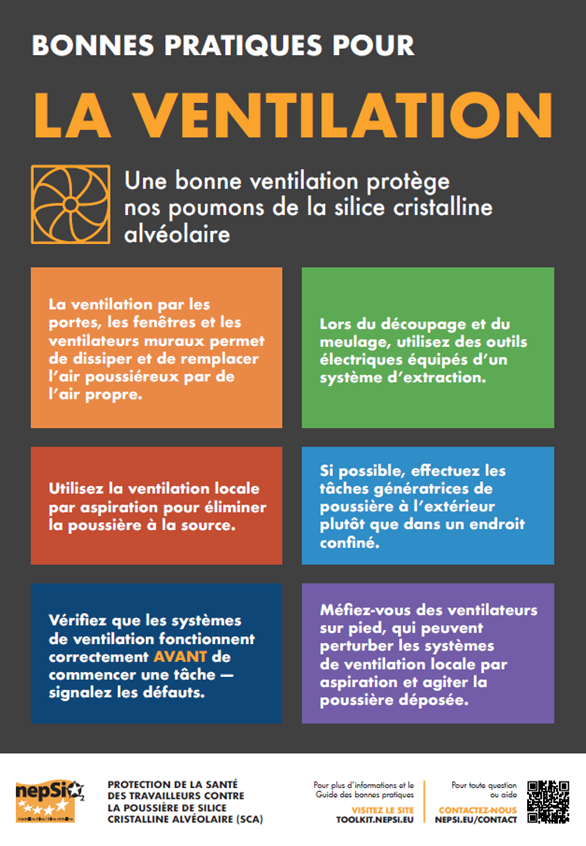 BONNES PRATIQUES POUR
LA VENTILATION
Une bonne ventilation protège
nos poumons de la silice cristalline
alvéolaire
La ventilation par les
portes, les fenêtres et les
ventilateurs muraux permet
de dissiper et de remplacer
l’air poussiéreux par de
l’air propre.
Lors du découpage et du
meulage, utilisez des outils
électriques équipés d’un
système d’extraction.
Utilisez la ventilation locale
par aspiration pour éliminer
la poussière à la source.
Si possible, effectuez les
tâches génératrices de
poussière à l’extérieur
plutôt que dans un endroit
confiné.
Vérifiez que les systèmes
de ventilation fonctionnent
correctement AVANT de
commencer une tâche —
signalez les défauts.
Méfiez-vous des ventilateurs
sur pied, qui peuvent
perturber les systèmes
de ventilation locale par
aspiration et agiter la
poussière déposée.
nepSi
2
PROTECTION DE LA SANTÉ
DES TRAVAILLEURS CONTRE
LA POUSSIÈRE DE SILICE
CRISTALLINE ALVÉOLAIRE (SCA)
Pour plus d’informations et le
Guide des bonnes pratiques
VISITEZ LE SITE
TOOLKIT.NEPSI.EU
Pour toute question
ou aide
CONTACTEZ-NOUS
NEPSI.EU/CONTACT